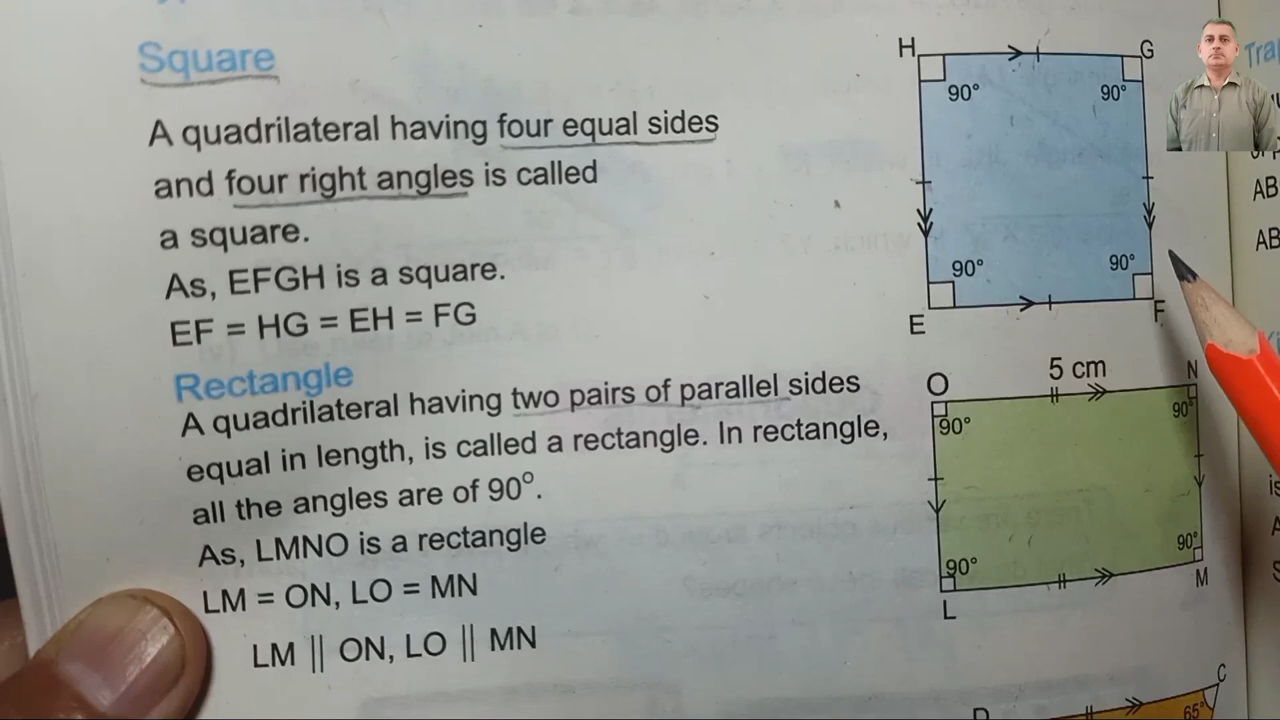 Square
A quadrilateral having four equal sides
and four right angles is called
a square.
As, EFGH is a square.
EF = HG = EH = FG
H
G
90°
90°
90°
90°
E
F
Rectangle
A quadrilateral having two pairs of parallel sides
equal in length, is called a rectangle. In rectangle,
all the angles are of 90°.
As, LMNO is a rectangle
LM = ON, LO = MN
LM || ON, LO || MN
5 cm
O
N
90°
90°
90°
90°
L
M
C
65°
AB
AB